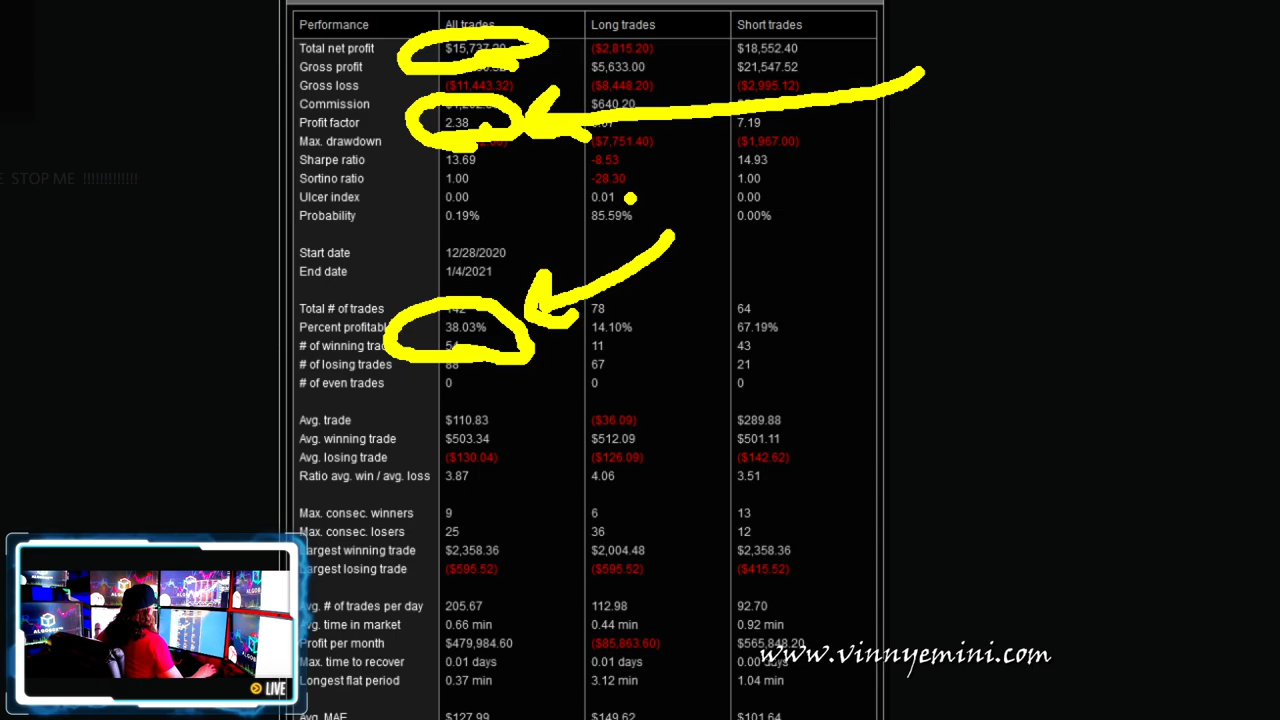 Performance All trades Long trades Short trades
Total net profit $15,737.20 ($2,815.20) $18,552.40
Gross profit $5,633.00 $21,547.52
Gross loss ($11,443.32) ($8,448.20) ($2,995.12)
Commission $640.20
Profit factor 2.38 7.19
Max. drawdown ($7,751.40) ($1,967.00)
Sharpe ratio 13.69 -8.53 14.93
E STOP ME !!!!!!!!!!!!!
Sortino ratio 1.00 -28.30 1.00
Ulcer index 0.00 0.01 0.00
Probability 0.19% 85.59% 0.00%
Start date 12/28/2020
End date 1/4/2021
Total # of trades 142 78 64
Percent profitabl 38.03% 14.10% 67.19%
# of winning trad 54 11 43
# of losing trades 88 67 21
# of even trades 0 0 0
Avg. trade $110.83 ($36.09) $289.88
Avg. winning trade $503.34 $512.09 $501.11
Avg. losing trade ($130.04) ($126.09) ($142.62)
Ratio avg. win / avg. loss 3.87 4.06 3.51
Max. consec. winners 9 6 13
Max. consec. losers 25 36 12
Largest winning trade $2,358.36 $2,004.48 $2,358.36
Largest losing trade ($595.52) ($595.52) ($415.52)
Avg. # of trades per day 205.67 112.98 92.70
Avg. time in market 0.66 min 0.44 min 0.92 min
Profit per month $479,984.60 ($85,863.60) $565,848.20
www.vinnyemini.com
Max. time to recover 0.01 days 0.01 days 0.00 days
Longest flat period 0.37 min 3.12 min 1.04 min
LIVE
Avg. MAE $127.99 $149.62 $101.64